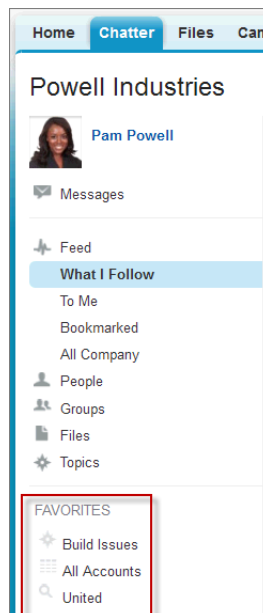 Home Chatter Files
Powell Industries
Pam Powell
Messages
Feed
What I Follow
To Me
Bookmarked
All Company
People
Groups
Files
Topics
FAVORITES
Build Issues
All Accounts
United